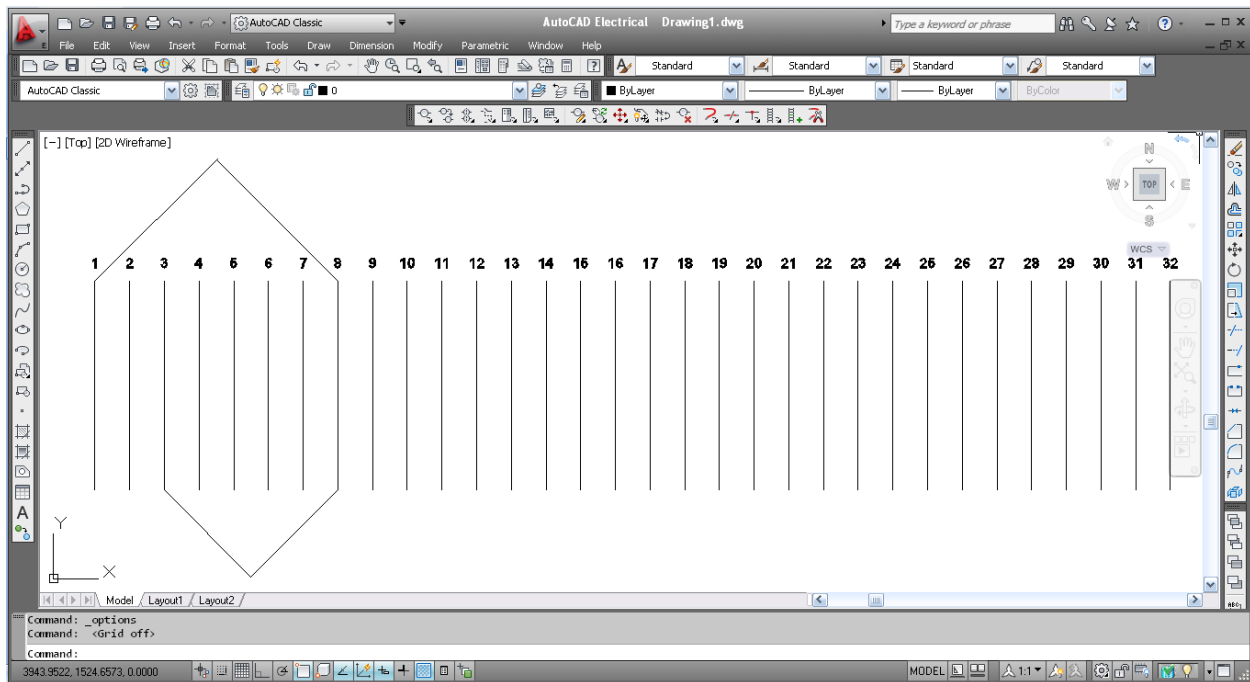 AutoCAD Classic AutoCAD Electrical Drawing1.dwg Type a keyword or phrase
E File Edit View Insert Format Tools Draw Dimension Modify Parametric Window Help
Standard Standard Standard Standard
AutoCAD Classic 0 ByLayer ByLayer ByLayer ByColor
[-] [Top] [2D Wireframe]
N
W TOP E
S
WCS
1 2 3 4 5 6 7 8 9 10 11 12 13 14 15 16 17 18 19 20 21 22 23 24 25 26 27 28 29 30 31 32
A
Y
X
Model Layout1 Layout2
ABC
Command: _options
Command: <Grid off>
Command:
3943.9522, 1524.6573, 0.0000 MODEL 1:1